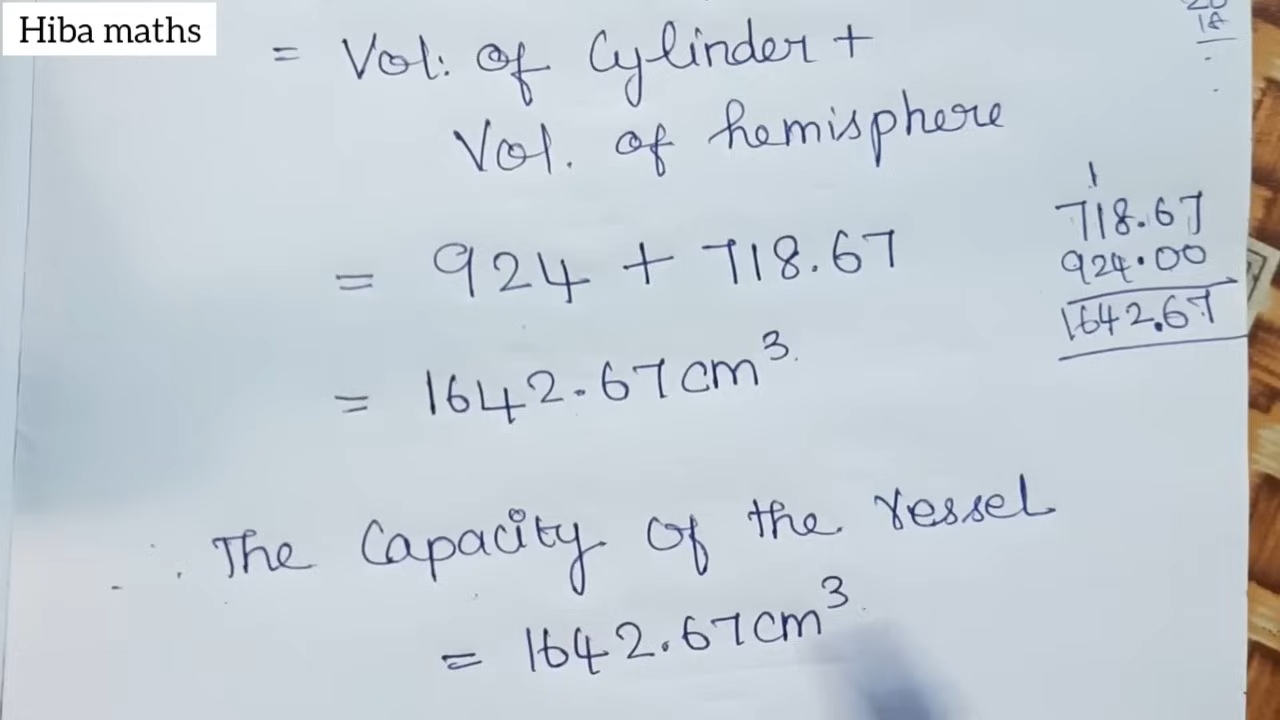 Hiba maths
= Vol: of Cylinder +
Vol. of hemisphere
= 924 + 718.67
= 1642.67 cm³
∴ The Capacity of the vessel
= 1642.67 cm³
1
718.67
924.00
1642.67